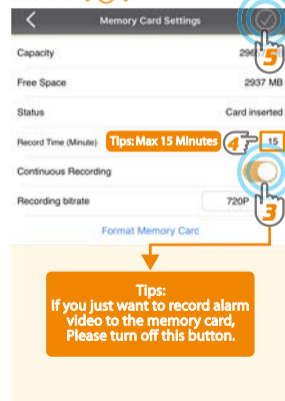 Memory Card Settings
5
Capacity
Free Space 2937 MB
Status Card inserted
Record Time (Minute) Tips: Max 15 Minutes 4 15
Continuous Recording
3
Recording bitrate 720P
Format Memory Card
Tips:
If you just want to record alarm
video to the memory card,
Please turn off this button.